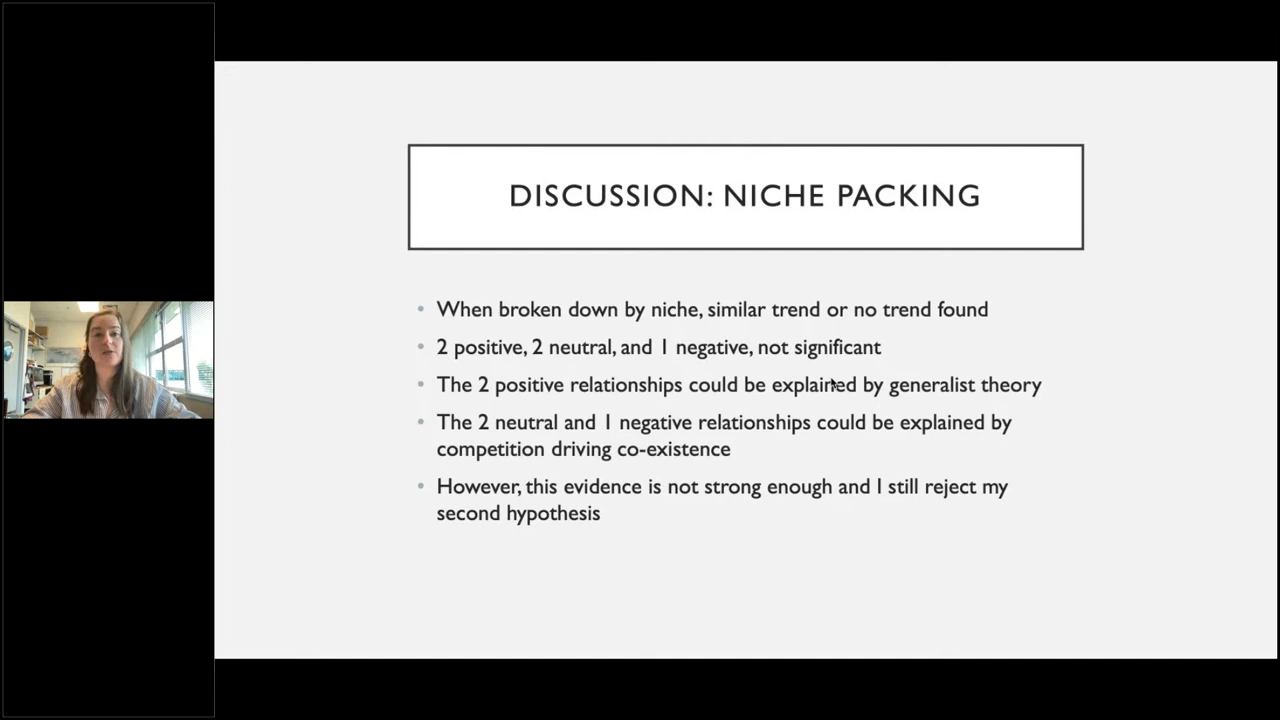 DISCUSSION: NICHE PACKING
• When broken down by niche, similar trend or no trend found
• 2 positive, 2 neutral, and 1 negative, not significant
• The 2 positive relationships could be explained by generalist theory
• The 2 neutral and 1 negative relationships could be explained by
competition driving co-existence
• However, this evidence is not strong enough and I still reject my
second hypothesis